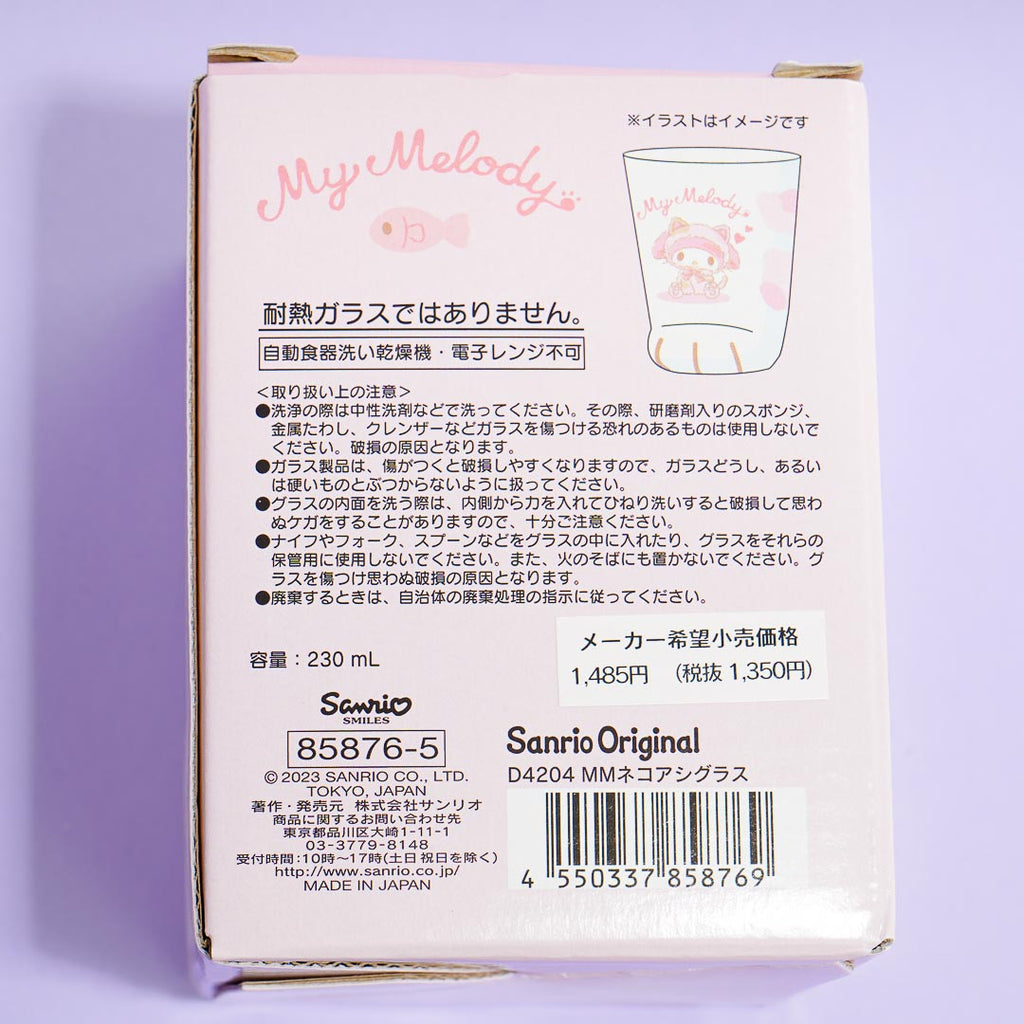 ※イラストはイメージです
My Melody
My Melody
耐熱ガラスではありません。
自動食器洗い乾燥機・電子レンジ不可
＜取り扱い上の注意＞
●洗浄の際は中性洗剤などで洗ってください。その際、研磨剤入りのスポンジ、
金属たわし、クレンザーなどガラスを傷つける恐れのあるものは使用しないで
ください。破損の原因となります。
●ガラス製品は、傷がつくと破損しやすくなりますので、ガラスどうし、あるい
は硬いものとぶつからないように扱ってください。
●グラスの内面を洗う際は、内側から力を入れてひねり洗いすると破損して思わ
ぬケガをすることがありますので、十分ご注意ください。
●ナイフやフォーク、スプーンなどをグラスの中に入れたり、グラスをそれらの
保管用に使用しないでください。また、火のそばにも置かないでください。グ
ラスを傷つけ思わぬ破損の原因となります。
●廃棄するときは、自治体の廃棄処理の指示に従ってください。
メーカー希望小売価格
1,485円 (税抜 1,350円)
容量：230 mL
Sanrio
SMILES
85876-5
© 2023 SANRIO CO., LTD.
TOKYO, JAPAN
著作・発売元 株式会社サンリオ
商品に関するお問い合わせ先
東京都品川区大崎1-11-1
03-3779-8148
受付時間：10時～17時(土日祝日を除く)
http://www.sanrio.co.jp/
MADE IN JAPAN
Sanrio Original
D4204 MMネコアシグラス
4 550337 858769